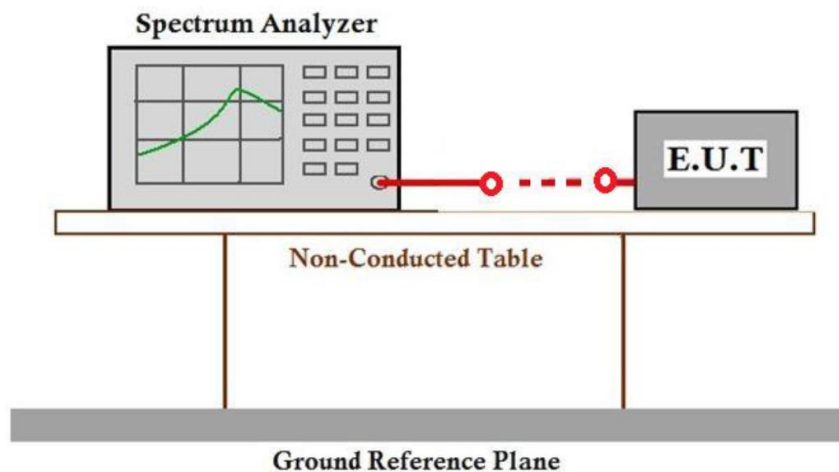 Spectrum Analyzer
E.U.T
Non-Conducted Table
Ground Reference Plane